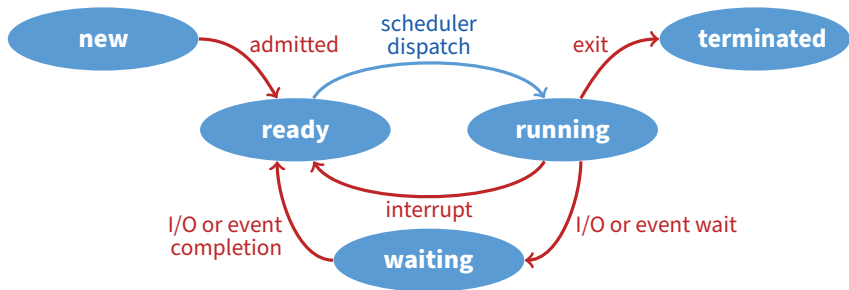 new
admitted
scheduler
dispatch
exit
terminated
ready
running
interrupt
I/O or event
completion
I/O or event wait
waiting